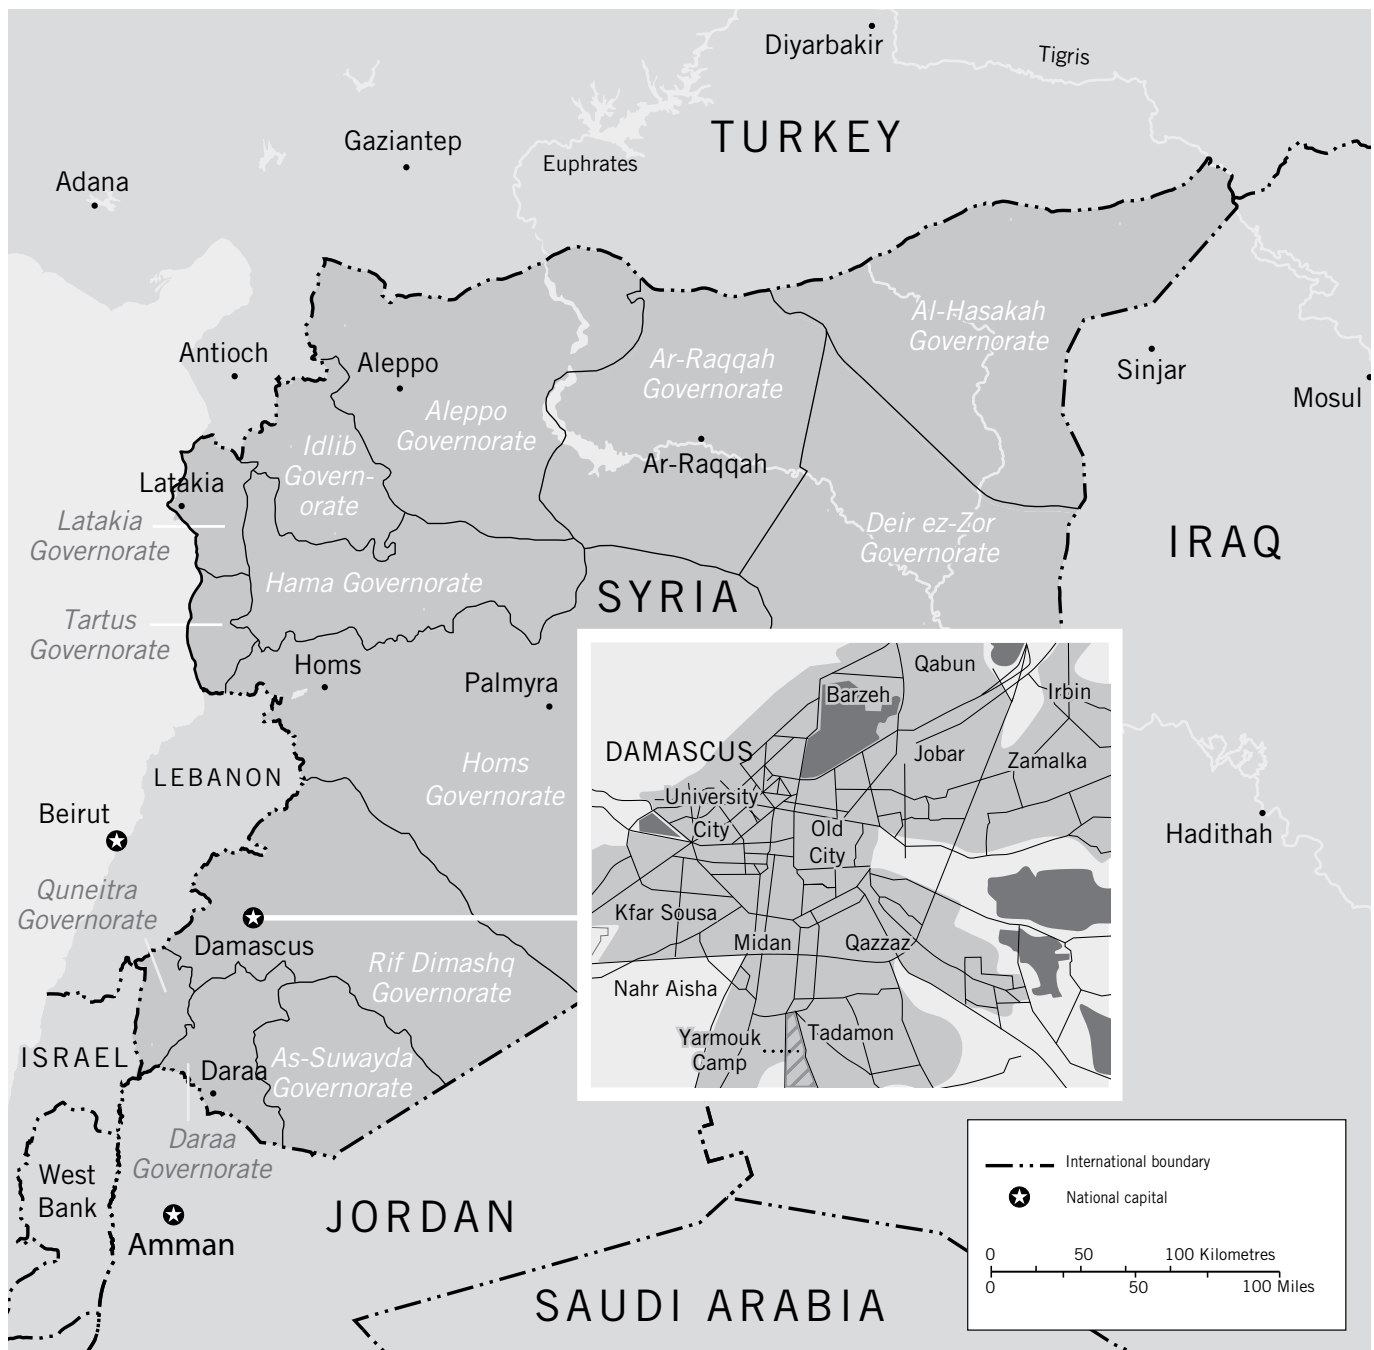 Diyarbakir
Tigris
TURKEY
Gaziantep
Euphrates
Adana
Al-Hasakah
Governorate
Antioch
Aleppo
Ar-Raqqah
Governorate
Sinjar
Mosul
Aleppo
Governorate
Idlib
Govern-
orate
Ar-Raqqah
Latakia
Latakia
Governorate
Deir ez-Zor
Governorate
IRAQ
Hama Governorate
SYRIA
Tartus
Governorate
Homs
Palmyra
Homs
Governorate
LEBANON
Beirut
Hadithah
Quneitra
Governorate
Damascus
Rif Dimashq
Governorate
ISRAEL
Daraa
As-Suwayda
Governorate
Daraa
Governorate
West
Bank
Amman
JORDAN
SAUDI ARABIA
Qabun
Barzeh
Irbin
DAMASCUS
Jobar
Zamalka
University
City
Old
City
Kfar Sousa
Midan
Qazzaz
Nahr Aisha
Yarmouk
Camp
Tadamon
International boundary
National capital
0 50 100 Kilometres
0 50 100 Miles